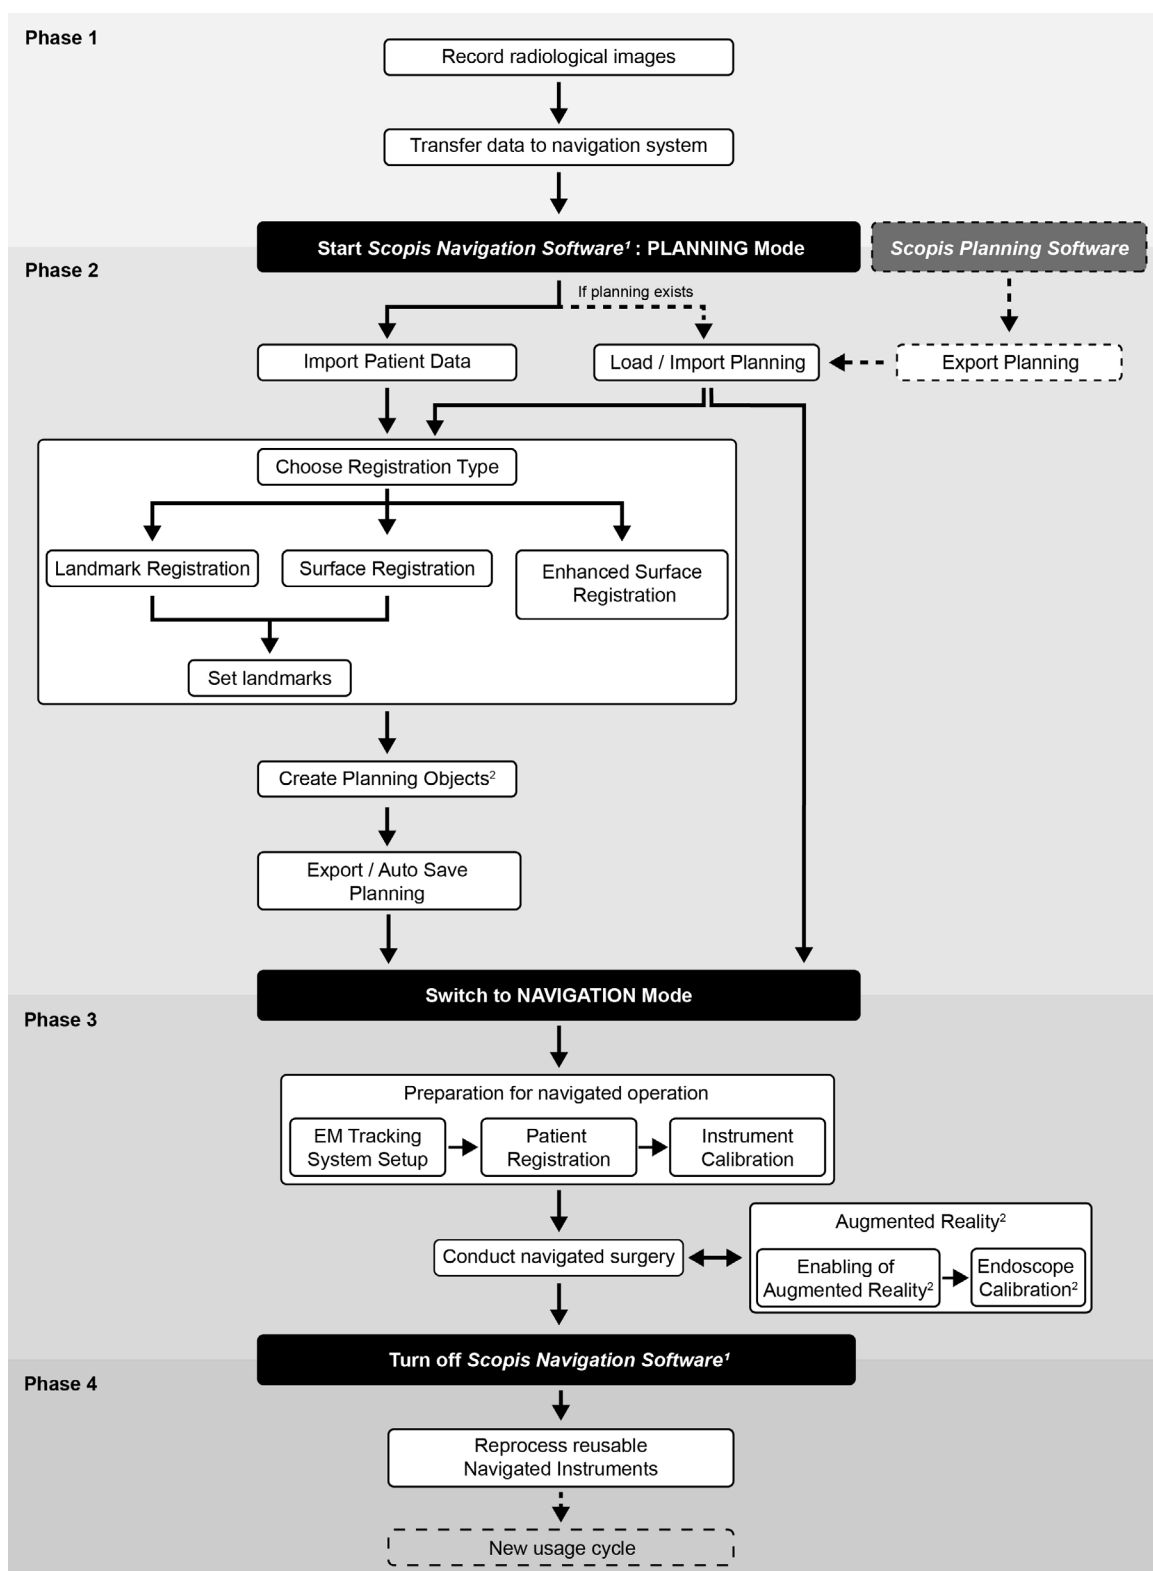 Phase 1
Record radiological images
Transfer data to navigation system
Start Scopis Navigation Software¹ : PLANNING Mode
Scopis Planning Software
Phase 2
If planning exists
Import Patient Data
Load / Import Planning
Export Planning
Choose Registration Type
Landmark Registration
Surface Registration
Enhanced Surface
Registration
Set landmarks
Create Planning Objects²
Export / Auto Save
Planning
Switch to NAVIGATION Mode
Phase 3
Preparation for navigated operation
EM Tracking
System Setup
Patient
Registration
Instrument
Calibration
Conduct navigated surgery
Augmented Reality²
Enabling of
Augmented Reality²
Endoscope
Calibration²
Turn off Scopis Navigation Software¹
Phase 4
Reprocess reusable
Navigated Instruments
New usage cycle